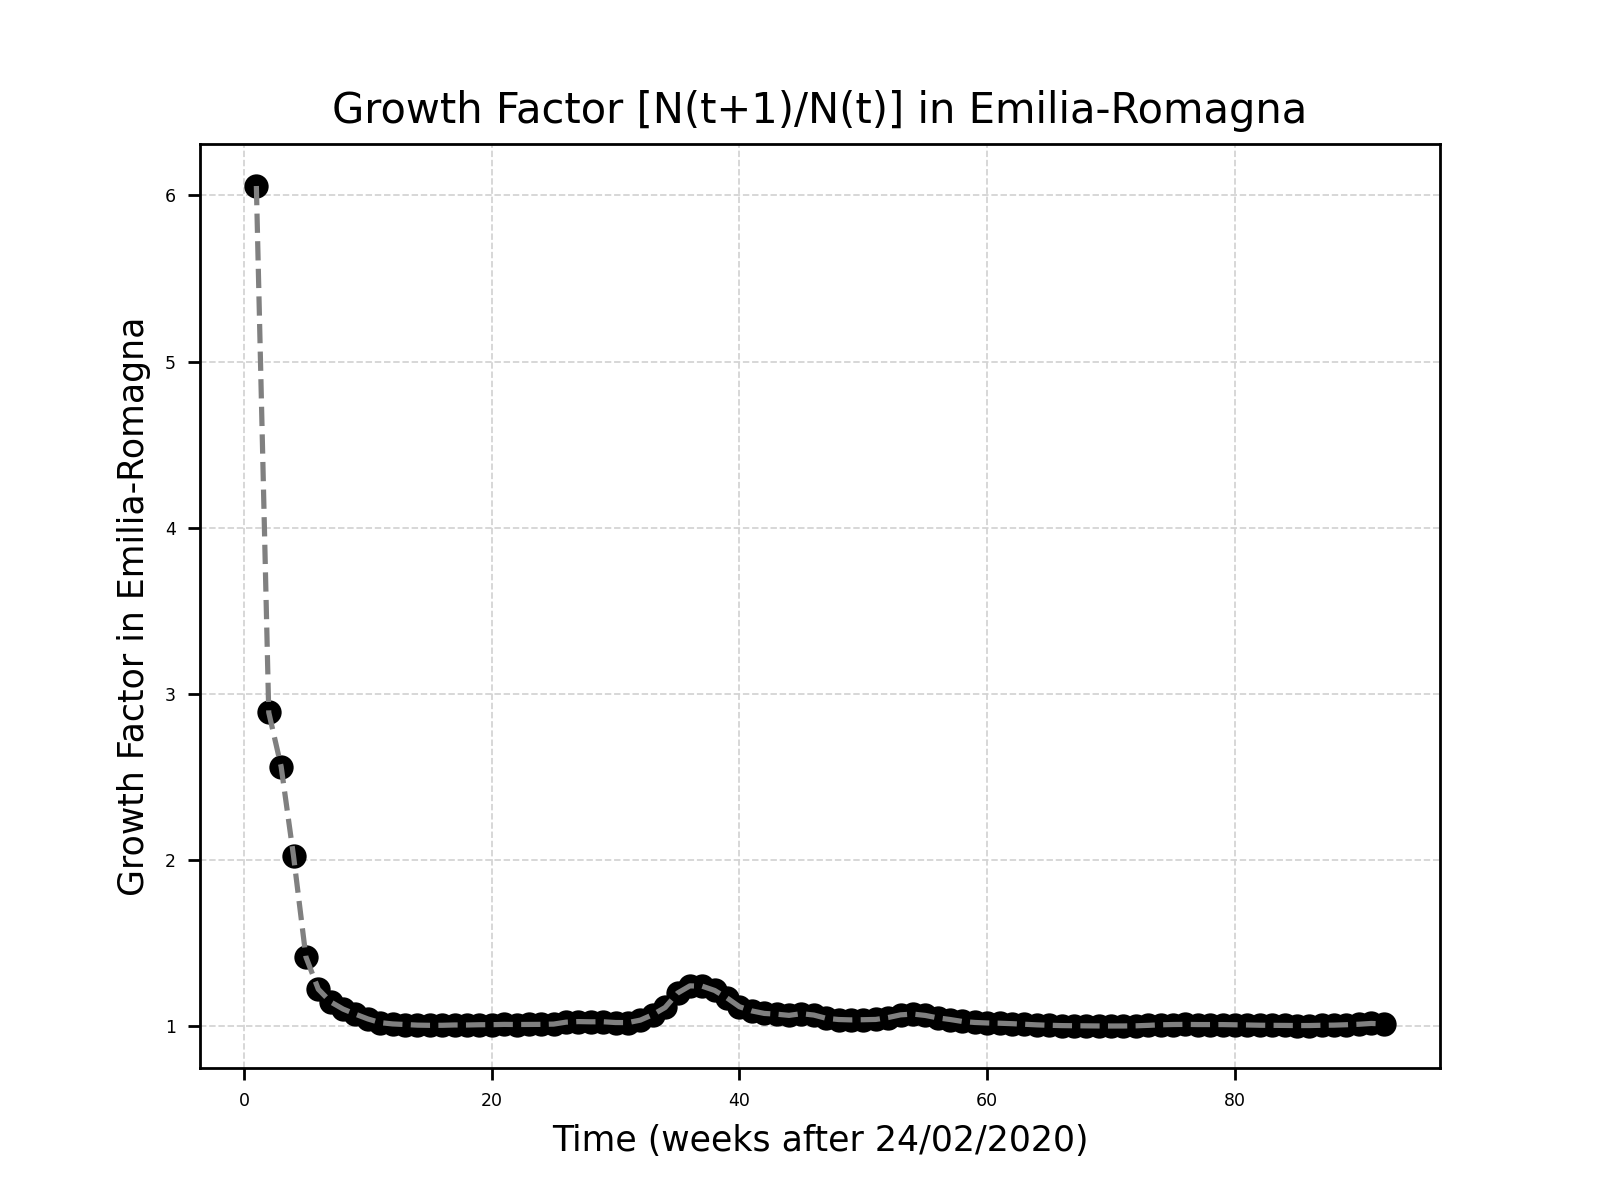 Growth Factor [N(t+1)/N(t)] in Emilia-Romagna
Growth Factor in Emilia-Romagna
6
5
4
3
2
1
0 20 40 60 80
Time (weeks after 24/02/2020)